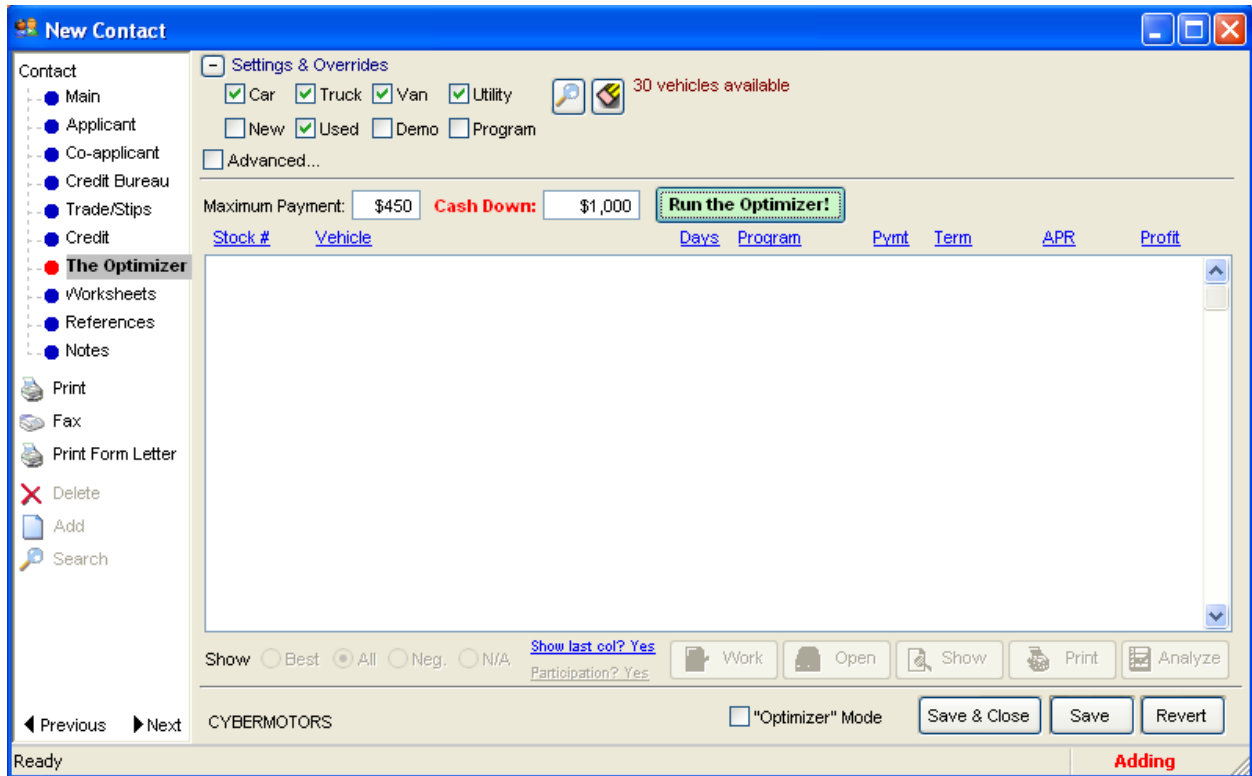 New Contact
Contact
Main
Applicant
Co-applicant
Credit Bureau
Trade/Stips
Credit
The Optimizer
Worksheets
References
Notes
Print
Fax
Print Form Letter
Delete
Add
Search
Previous Next
Settings & Overrides
Car Truck Van Utility
30 vehicles available
New Used Demo Program
Advanced...
Maximum Payment: $450 Cash Down: $1,000 Run the Optimizer!
Stock # Vehicle Days Program Pymt Term APR Profit
Show Best All Neg. N/A
Show last col? Yes
Participation? Yes
Work Open Show Print Analyze
CYBERMOTORS "Optimizer" Mode Save & Close Save Revert
Ready Adding